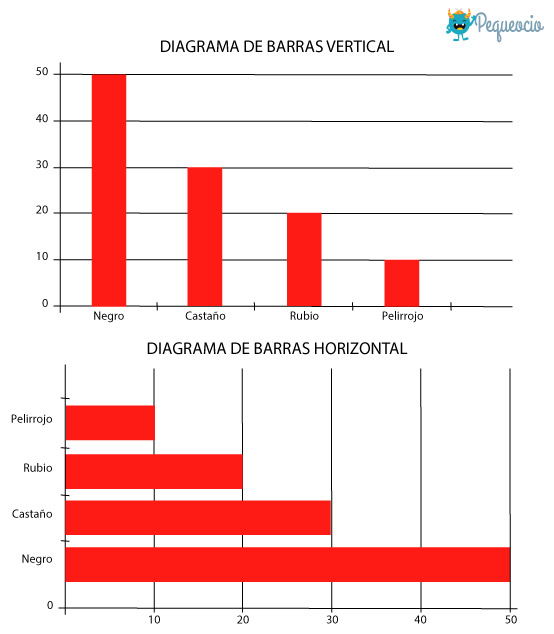 Pequeocio
DIAGRAMA DE BARRAS VERTICAL
50
40
30
20
10
0
Negro Castaño Rubio Pelirrojo
DIAGRAMA DE BARRAS HORIZONTAL
Pelirrojo
Rubio
Castaño
Negro
0
10 20 30 40 50